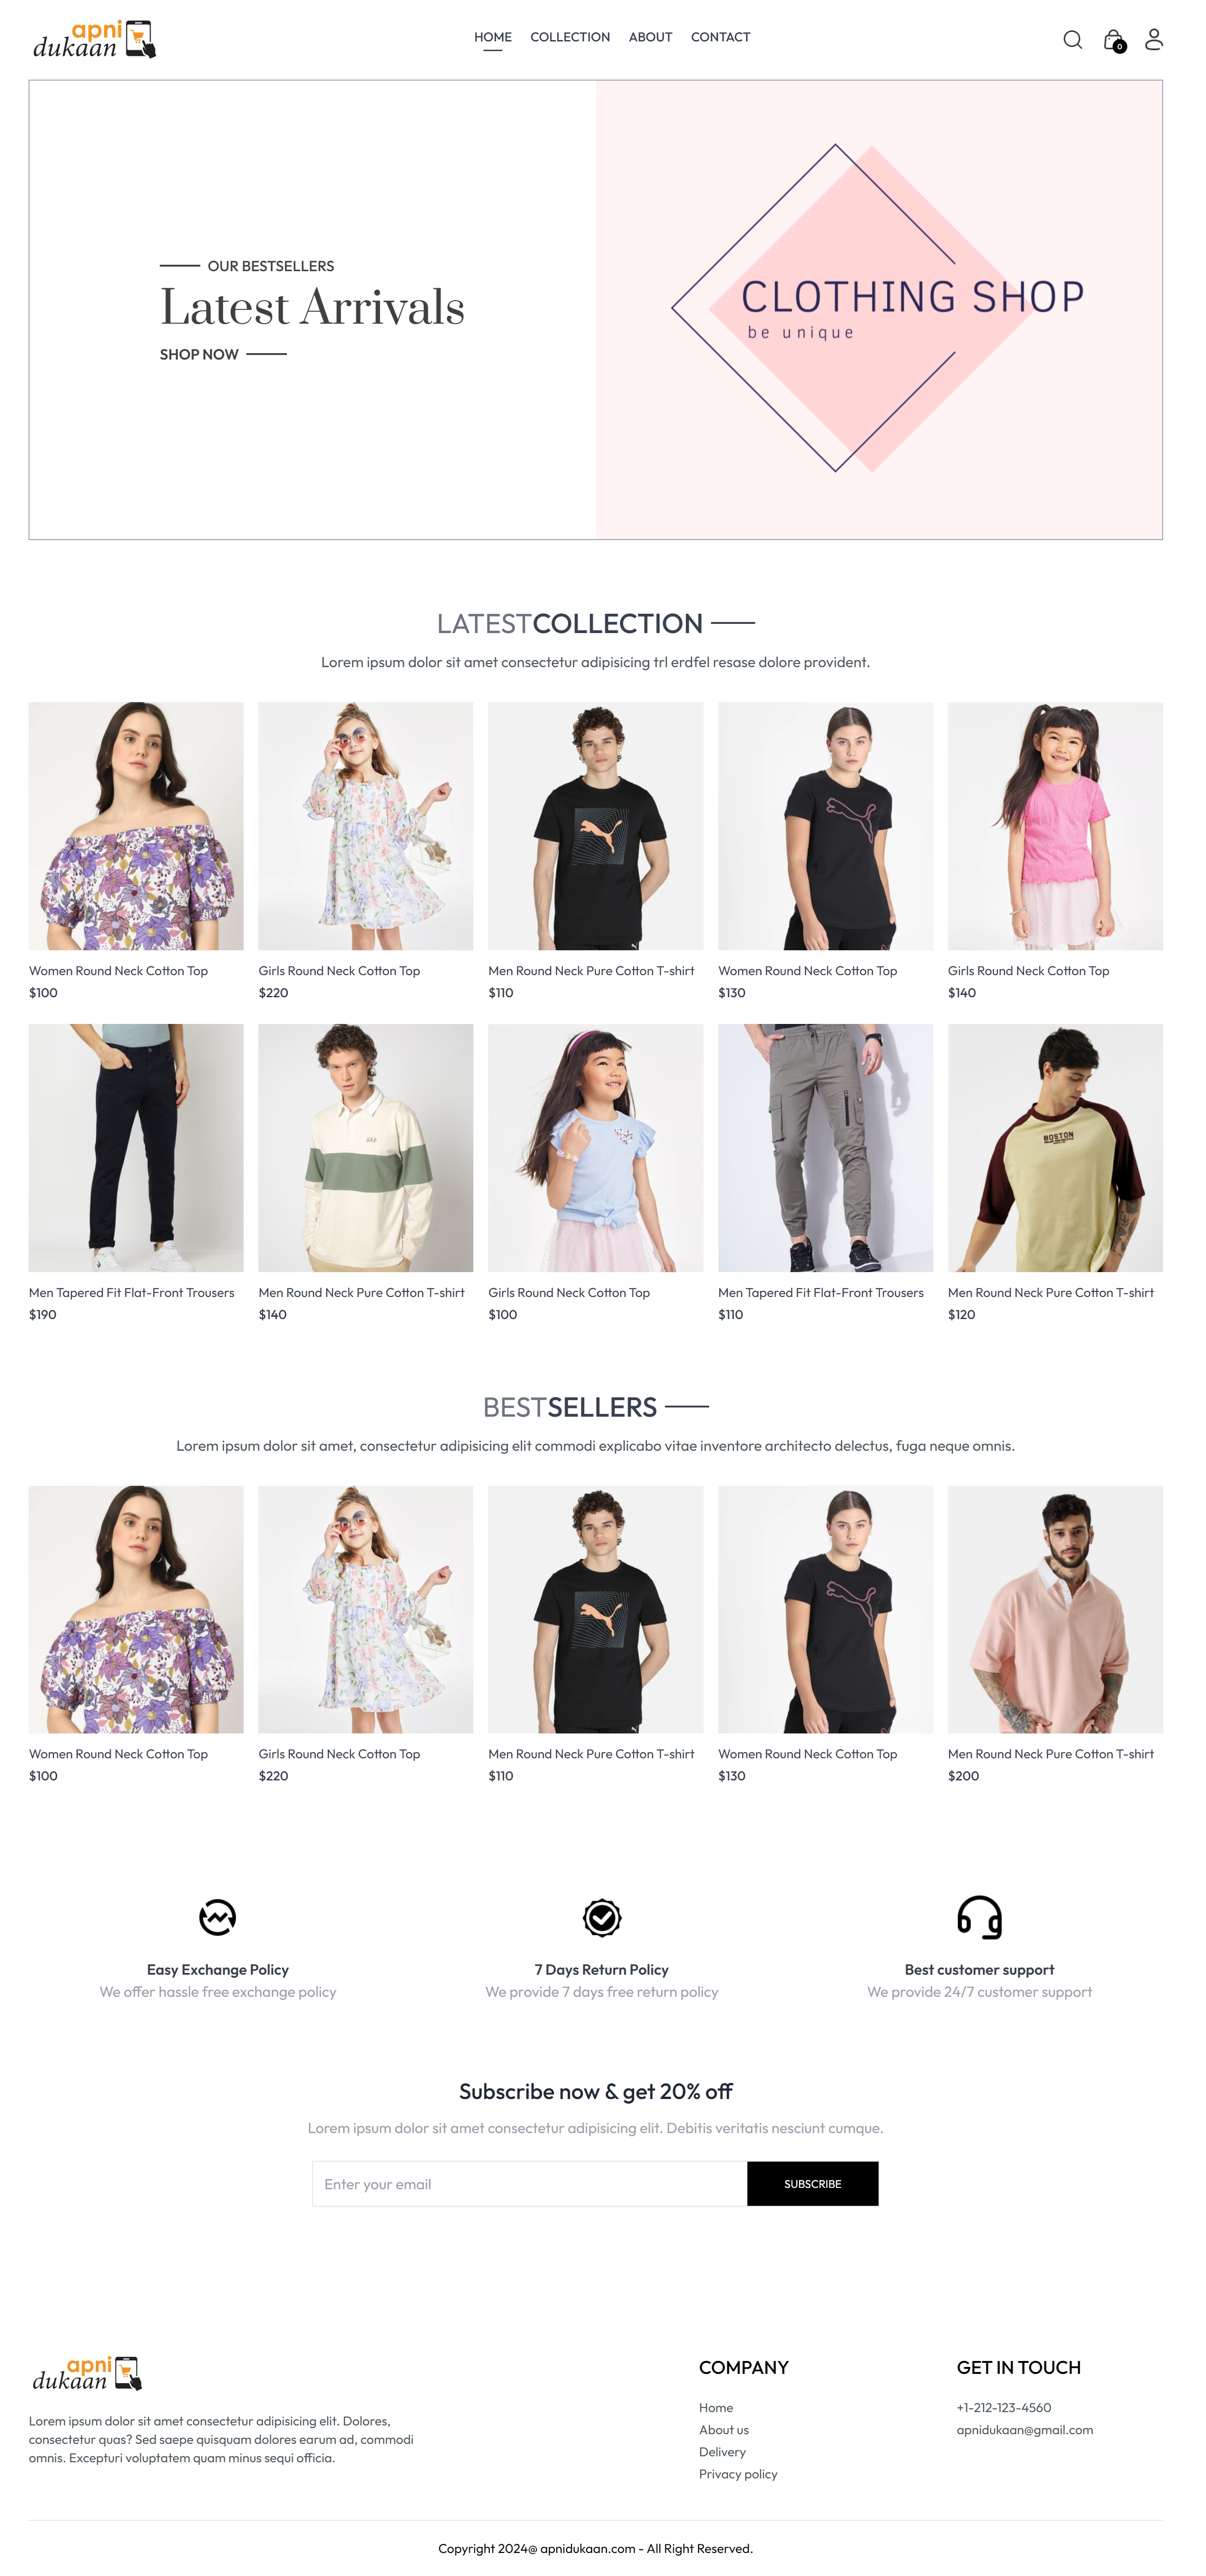 apni
dukaan
HOME COLLECTION ABOUT CONTACT
0
OUR BESTSELLERS
Latest Arrivals
SHOP NOW
CLOTHING SHOP
be unique
LATESTCOLLECTION
Lorem ipsum dolor sit amet consectetur adipisicing trl erdfel resase dolore provident.
Women Round Neck Cotton Top
$100
Girls Round Neck Cotton Top
$220
Men Round Neck Pure Cotton T-shirt
$110
Women Round Neck Cotton Top
$130
Girls Round Neck Cotton Top
$140
BOSTON
Men Tapered Fit Flat-Front Trousers
$190
Men Round Neck Pure Cotton T-shirt
$140
Girls Round Neck Cotton Top
$100
Men Tapered Fit Flat-Front Trousers
$110
Men Round Neck Pure Cotton T-shirt
$120
BESTSELLERS
Lorem ipsum dolor sit amet, consectetur adipisicing elit commodi explicabo vitae inventore architecto delectus, fuga neque omnis.
Women Round Neck Cotton Top
$100
Girls Round Neck Cotton Top
$220
Men Round Neck Pure Cotton T-shirt
$110
Women Round Neck Cotton Top
$130
Men Round Neck Pure Cotton T-shirt
$200
Easy Exchange Policy
We offer hassle free exchange policy
7 Days Return Policy
We provide 7 days free return policy
Best customer support
We provide 24/7 customer support
Subscribe now & get 20% off
Lorem ipsum dolor sit amet consectetur adipisicing elit. Debitis veritatis nesciunt cumque.
Enter your email
SUBSCRIBE
apni
dukaan
Lorem ipsum dolor sit amet consectetur adipisicing elit. Dolores,
consectetur quas? Sed saepe quisquam dolores earum ad, commodi
omnis. Excepturi voluptatem quam minus sequi officia.
COMPANY
Home
About us
Delivery
Privacy policy
GET IN TOUCH
+1-212-123-4560
apnidukaan@gmail.com
Copyright 2024@ apnidukaan.com - All Right Reserved.